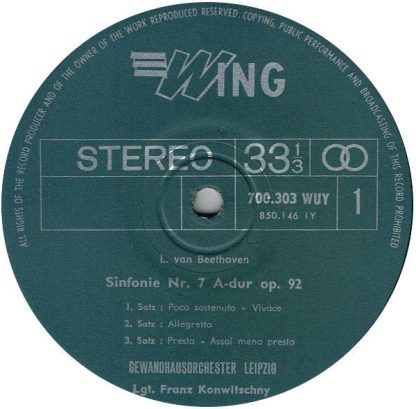 ALL RIGHTS OF THE RECORD PRODUCER AND OF THE OWNER OF THE WORK REPRODUCED RESERVED. COPYING, PUBLIC PERFORMANCE AND BROADCASTING OF THIS RECORD PROHIBITED
WING
STEREO 33 1/3
700.303 WUY 1
850.146 IY
L. van Beethoven
Sinfonie Nr. 7 A-dur op. 92
1. Satz : Poco sostenuto - Vivace
2. Satz : Allegretto
3. Satz : Presto - Assai meno presto
GEWANDHAUSORCHESTER LEIPZIG
Lgt. Franz Konwitschny